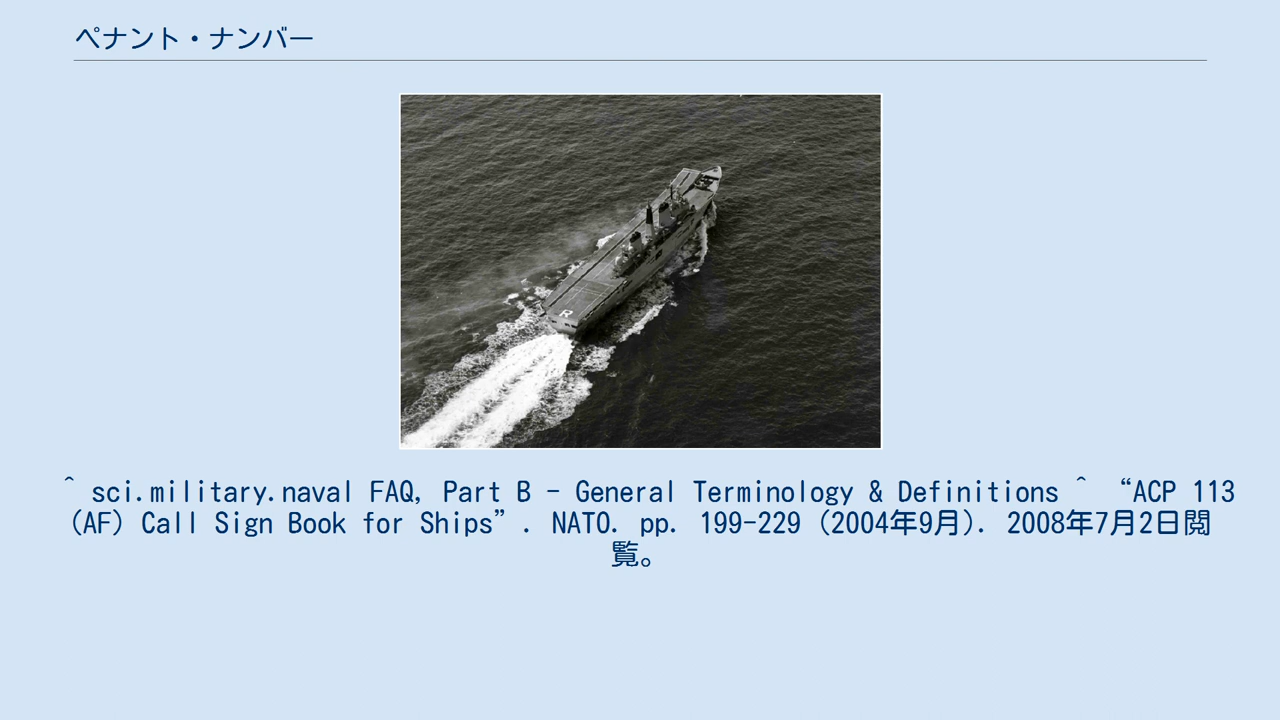 ペナント・ナンバー
R
^ sci.military.naval FAQ, Part B - General Terminology & Definitions ^ “ACP 113
(AF) Call Sign Book for Ships”. NATO. pp. 199-229 (2004年9月). 2008年7月2日閲
覧。